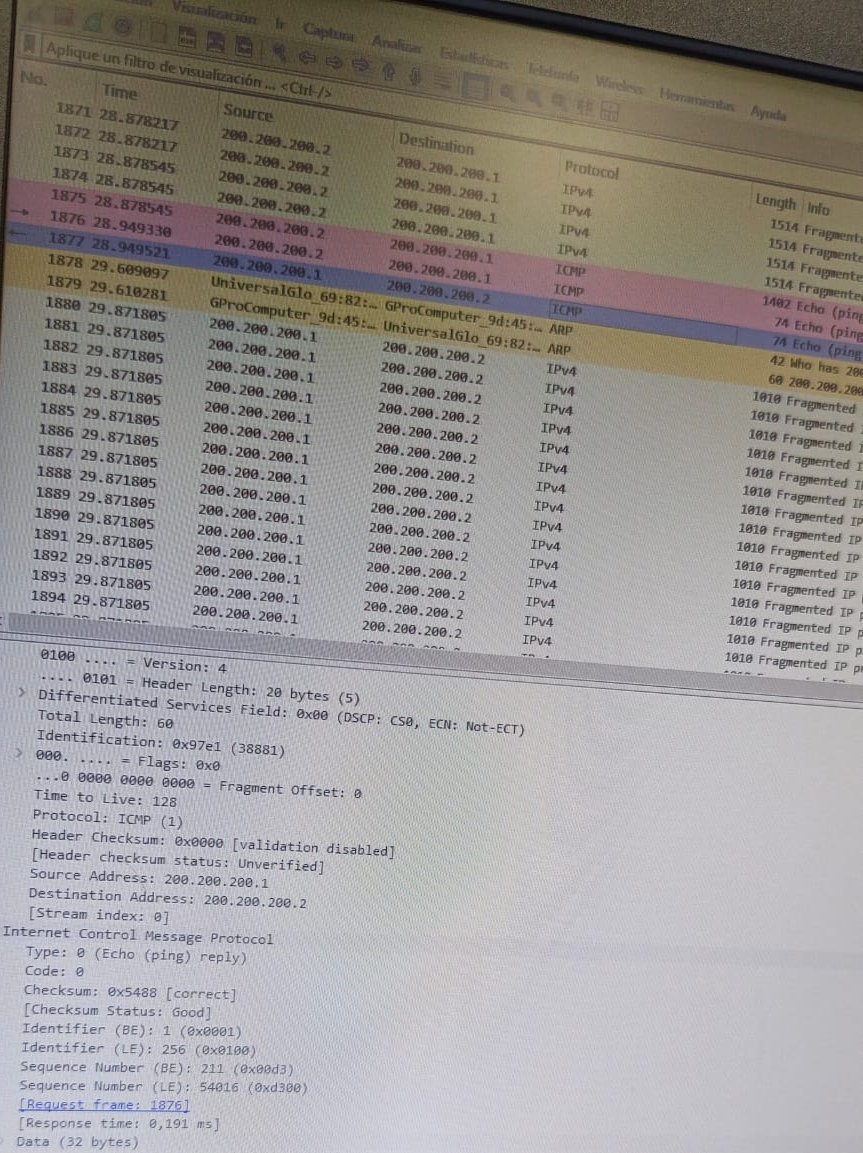 Visualización Ir Captura Analizar Estadísticas Telefonía Wireless Herramientas Ayuda
Aplique un filtro de visualización ... <Ctrl-/>
No. Time Source Destination Protocol Length Info
1871 28.878217 200.200.200.2 200.200.200.1 IPv4 1514 Fragmente
1872 28.878217 200.200.200.2 200.200.200.1 IPv4 1514 Fragmente
1873 28.878545 200.200.200.2 200.200.200.1 IPv4 1514 Fragmente
1874 28.878545 200.200.200.2 200.200.200.1 IPv4 1514 Fragmente
1875 28.878545 200.200.200.2 200.200.200.1 ICMP 1402 Echo (ping
1876 28.949330 200.200.200.2 200.200.200.1 ICMP 74 Echo (ping
1877 28.949521 200.200.200.1 200.200.200.2 ICMP 74 Echo (ping
1878 29.609097 UniversalGlo_69:82:… GProComputer_9d:45:… ARP 42 Who has 200
1879 29.610281 GProComputer_9d:45:… UniversalGlo_69:82:… ARP 60 200.200.200
1880 29.871805 200.200.200.1 200.200.200.2 IPv4 1010 Fragmented
1881 29.871805 200.200.200.1 200.200.200.2 IPv4 1010 Fragmented
1882 29.871805 200.200.200.1 200.200.200.2 IPv4 1010 Fragmented
1883 29.871805 200.200.200.1 200.200.200.2 IPv4 1010 Fragmented I
1884 29.871805 200.200.200.1 200.200.200.2 IPv4 1010 Fragmented I
1885 29.871805 200.200.200.1 200.200.200.2 IPv4 1010 Fragmented IP
1886 29.871805 200.200.200.1 200.200.200.2 IPv4 1010 Fragmented IP
1887 29.871805 200.200.200.1 200.200.200.2 IPv4 1010 Fragmented IP
1888 29.871805 200.200.200.1 200.200.200.2 IPv4 1010 Fragmented IP
1889 29.871805 200.200.200.1 200.200.200.2 IPv4 1010 Fragmented IP
1890 29.871805 200.200.200.1 200.200.200.2 IPv4 1010 Fragmented IP
1891 29.871805 200.200.200.1 200.200.200.2 IPv4 1010 Fragmented IP p
1892 29.871805 200.200.200.1 200.200.200.2 IPv4 1010 Fragmented IP p
1893 29.871805 200.200.200.1 200.200.200.2 IPv4 1010 Fragmented IP p
1894 29.871805 200.200.200.1 200.200.200.2 IPv4 1010 Fragmented IP pr
0100 .... = Version: 4
.... 0101 = Header Length: 20 bytes (5)
Differentiated Services Field: 0x00 (DSCP: CS0, ECN: Not-ECT)
Total Length: 60
Identification: 0x97e1 (38881)
000. .... = Flags: 0x0
...0 0000 0000 0000 = Fragment Offset: 0
Time to Live: 128
Protocol: ICMP (1)
Header Checksum: 0x0000 [validation disabled]
[Header checksum status: Unverified]
Source Address: 200.200.200.1
Destination Address: 200.200.200.2
[Stream index: 0]
Internet Control Message Protocol
Type: 0 (Echo (ping) reply)
Code: 0
Checksum: 0x5488 [correct]
[Checksum Status: Good]
Identifier (BE): 1 (0x0001)
Identifier (LE): 256 (0x0100)
Sequence Number (BE): 211 (0x00d3)
Sequence Number (LE): 54016 (0xd300)
[Request frame: 1876]
[Response time: 0,191 ms]
Data (32 bytes)